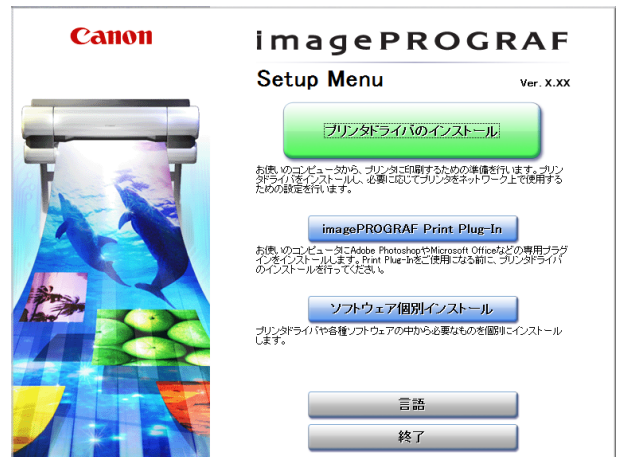 Canon
imagePROGRAF
Setup Menu
Ver. X.XX
プリンタドライバのインストール
お使いのコンピュータから、プリンタに印刷するための準備を行います。プリン
タドライバをインストールし、必要に応じてプリンタをネットワーク上で使用する
ための設定を行います。
imagePROGRAF Print Plug-In
お使いのコンピュータにAdobe PhotoshopやMicrosoft Officeなどの専用プラグ
インをインストールします。Print Plug-Inをご使用になる前に、プリンタドライバ
のインストールを行ってください。
ソフトウェア個別インストール
プリンタドライバや各種ソフトウェアの中から必要なものを個別にインストール
します。
言語
終了